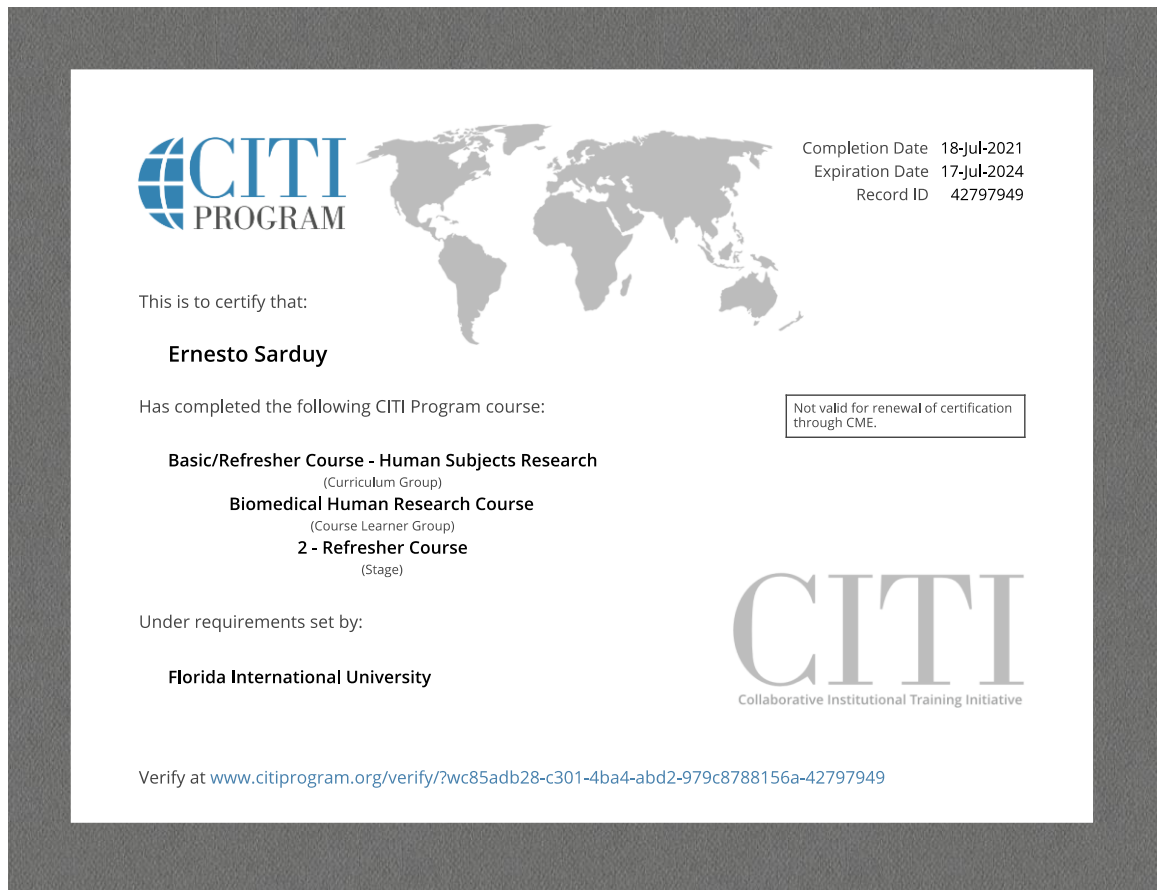 CITI
PROGRAM
Completion Date 18-Jul-2021
Expiration Date 17-Jul-2024
Record ID 42797949
This is to certify that:
Ernesto Sarduy
Has completed the following CITI Program course:
Not valid for renewal of certification
through CME.
Basic/Refresher Course - Human Subjects Research
(Curriculum Group)
Biomedical Human Research Course
(Course Learner Group)
2 - Refresher Course
(Stage)
Under requirements set by:
Florida International University
CITI
Collaborative Institutional Training Initiative
Verify at www.citiprogram.org/verify/?wc85adb28-c301-4ba4-abd2-979c8788156a-42797949